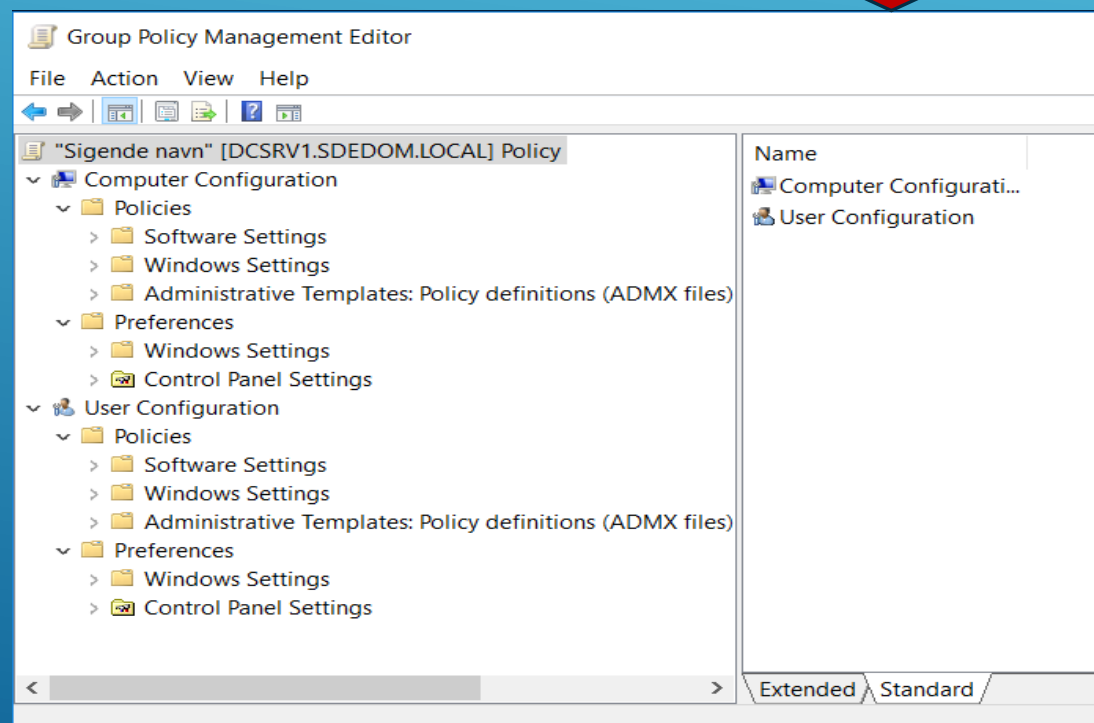 Group Policy Management Editor
File Action View Help
"Sigende navn" [DCSRV1.SDEDOM.LOCAL] Policy
Computer Configuration
Policies
Software Settings
Windows Settings
Administrative Templates: Policy definitions (ADMX files)
Preferences
Windows Settings
Control Panel Settings
User Configuration
Policies
Software Settings
Windows Settings
Administrative Templates: Policy definitions (ADMX files)
Preferences
Windows Settings
Control Panel Settings
Name
Computer Configurati...
User Configuration
Extended Standard